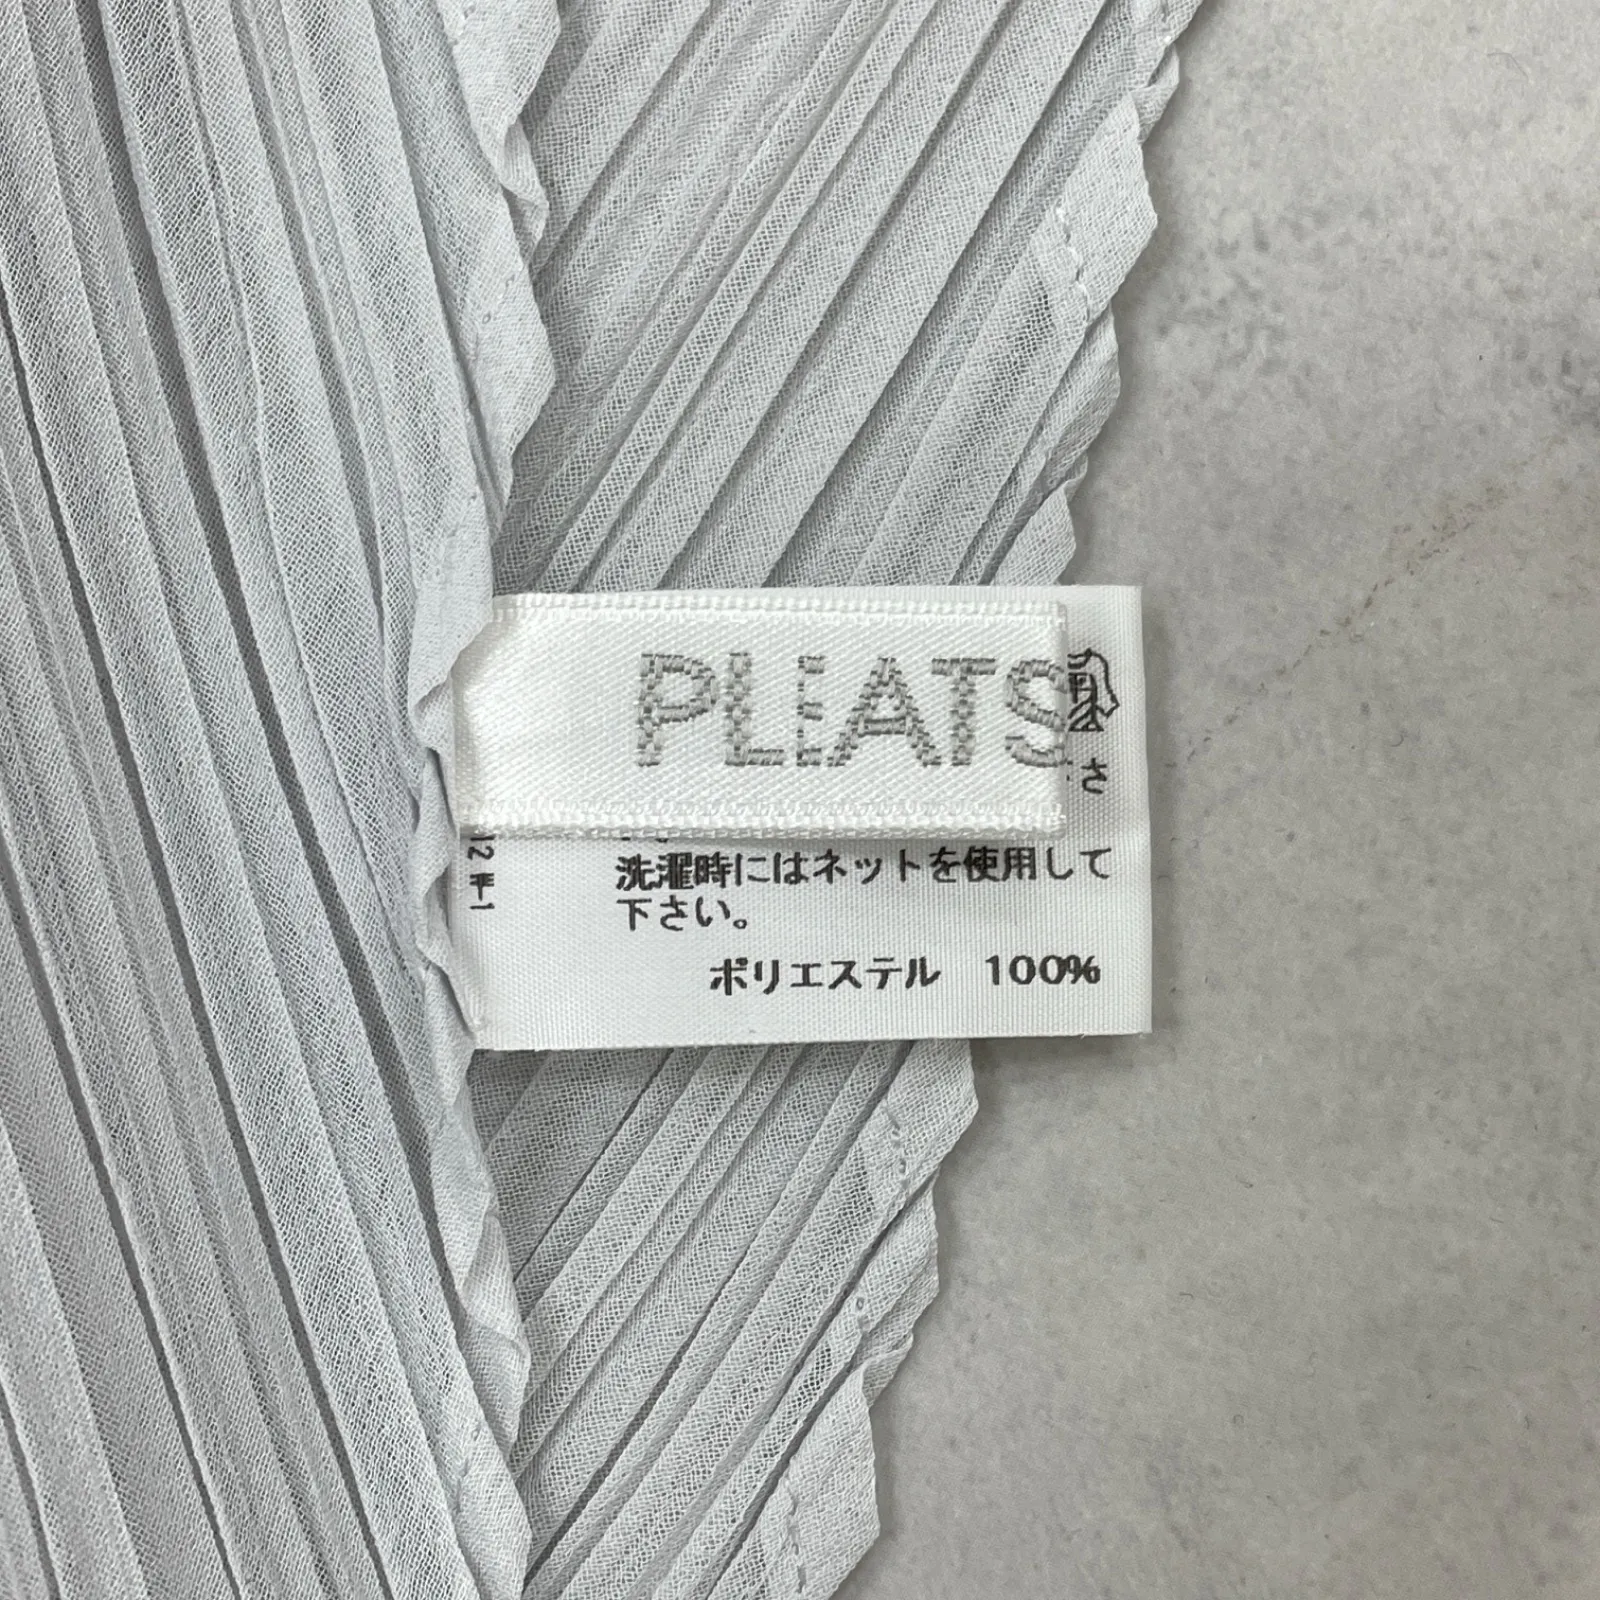 PLEATS
さ
洗濯時にはネットを使用して
下さい。
ポリエステル 100%